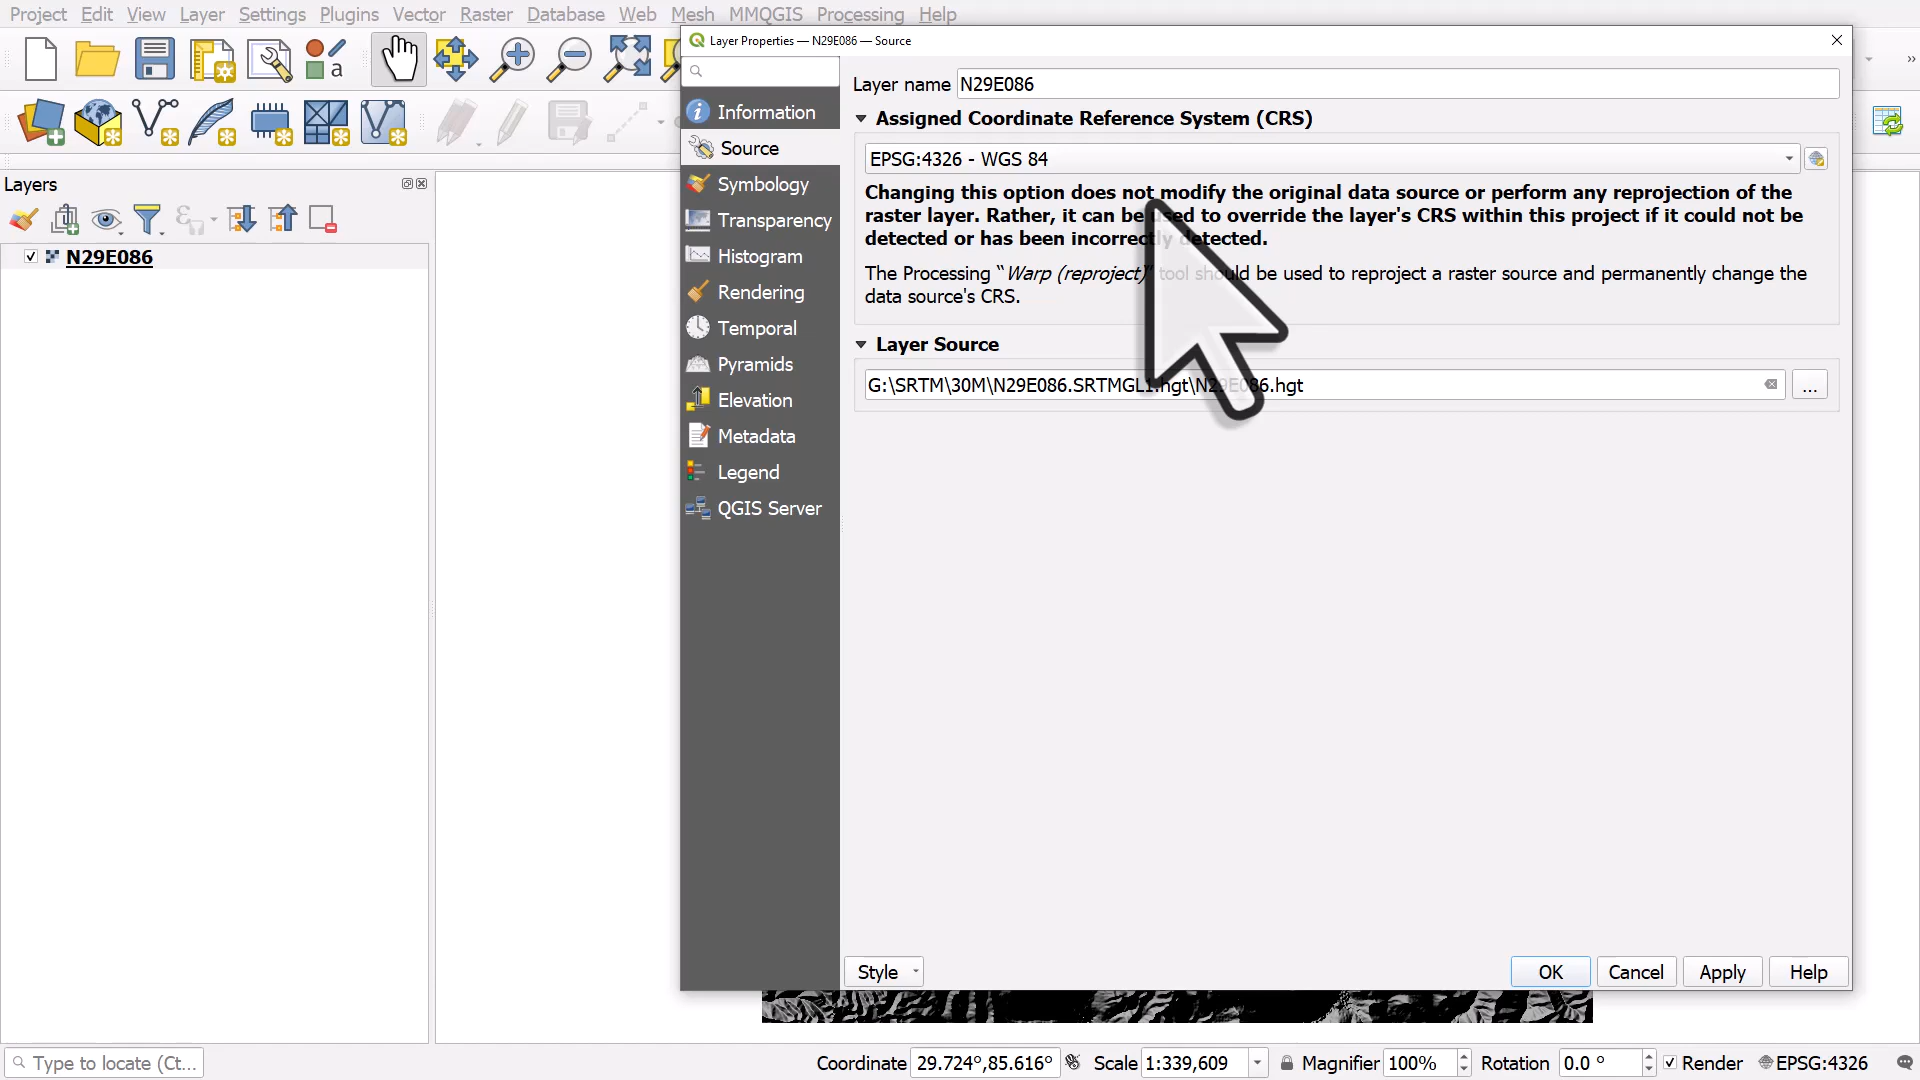 Project Edit View Layer Settings Plugins Vector Raster Database Web Mesh MMQGIS Processing Help
Layer Properties — N29E086 — Source
Layers
N29E086
Information
Source
Symbology
Transparency
Histogram
Rendering
Temporal
Pyramids
Elevation
Metadata
Legend
QGIS Server
Layer name N29E086
Assigned Coordinate Reference System (CRS)
EPSG:4326 - WGS 84
Changing this option does not modify the original data source or perform any reprojection of the
raster layer. Rather, it can be used to override the layer's CRS within this project if it could not be
detected or has been incorrectly detected.
The Processing “Warp (reproject)” tool should be used to reproject a raster source and permanently change the
data source's CRS.
Layer Source
G:\SRTM\30M\N29E086.SRTMGL1.hgt\N29E086.hgt
...
Style OK Cancel Apply Help
Type to locate (Ct... Coordinate 29.724°,85.616° Scale 1:339,609 Magnifier 100% Rotation 0.0 ° Render EPSG:4326